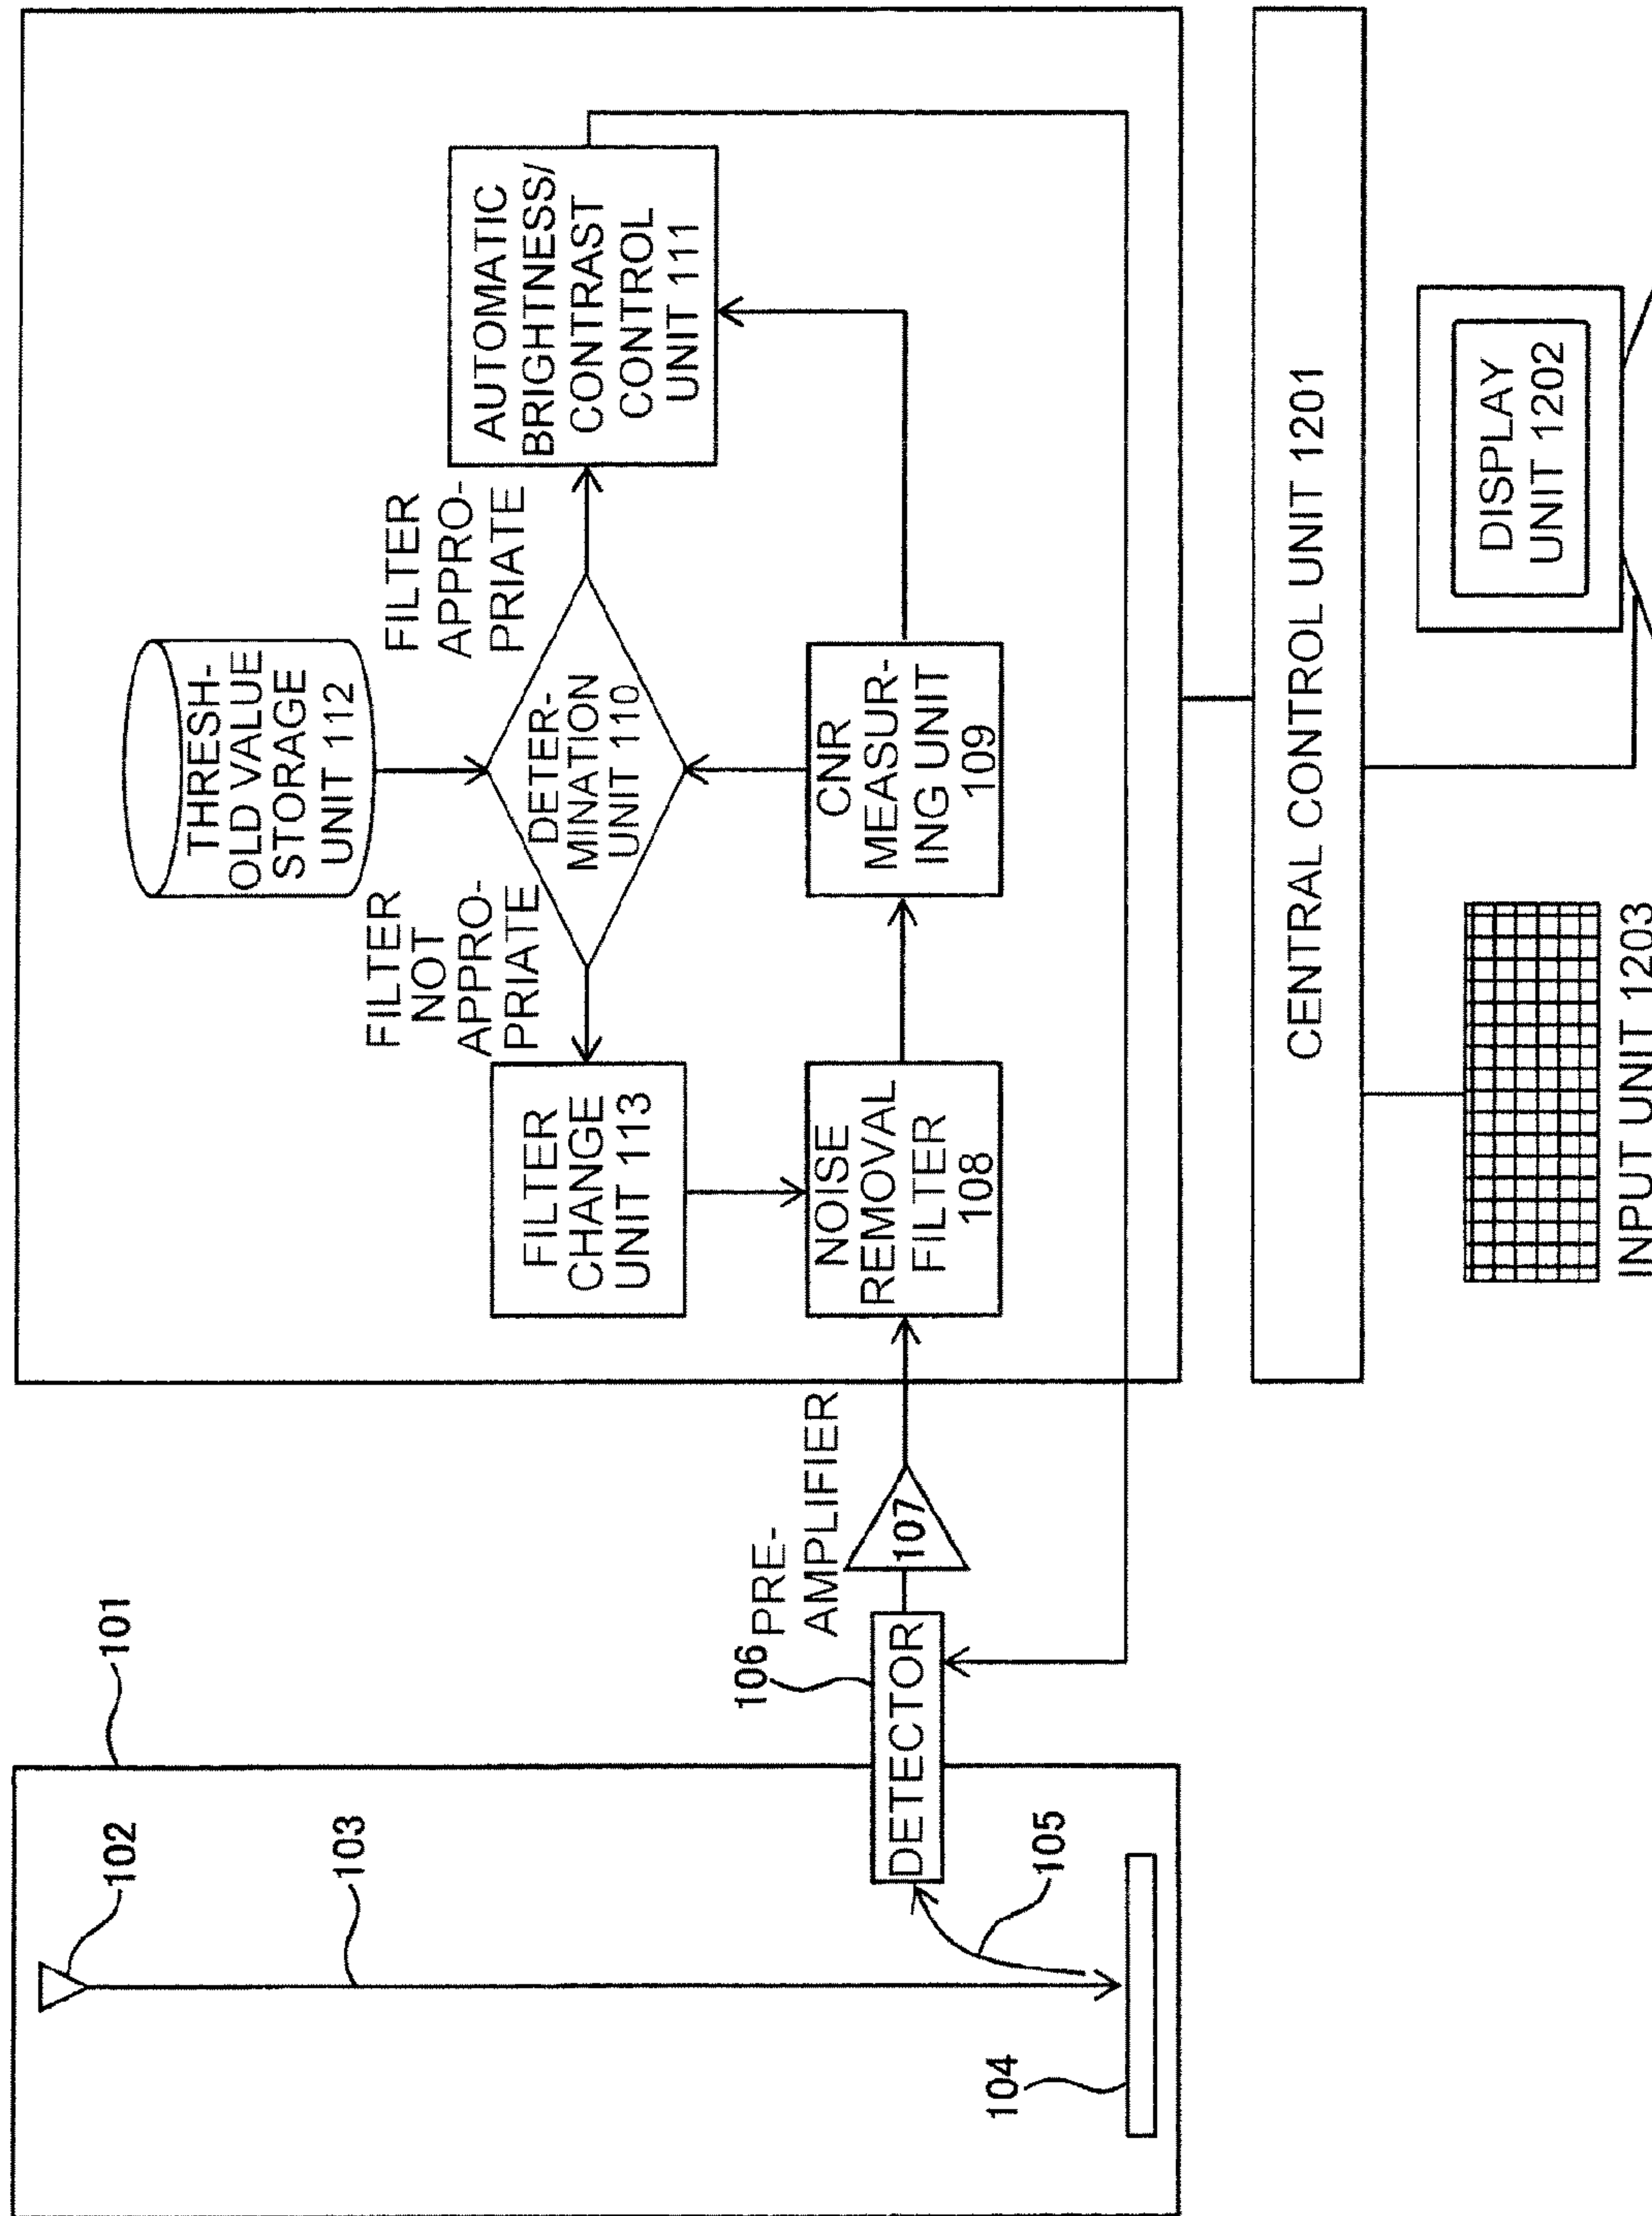 101
102
103
104
105
106
DETECTOR
PRE-
AMPLIFIER
107
FILTER
CHANGE
UNIT 113
NOISE
REMOVAL
FILTER
108
FILTER
NOT
APPRO-
PRIATE
THRESH-
OLD VALUE
STORAGE
UNIT 112
DETER-
MINATION
UNIT 110
CNR
MEASUR-
ING UNIT
109
FILTER
APPRO-
PRIATE
AUTOMATIC
BRIGHTNESS/
CONTRAST
CONTROL
UNIT 111
CENTRAL CONTROL UNIT 1201
INPUT UNIT 1203
DISPLAY
UNIT 1202